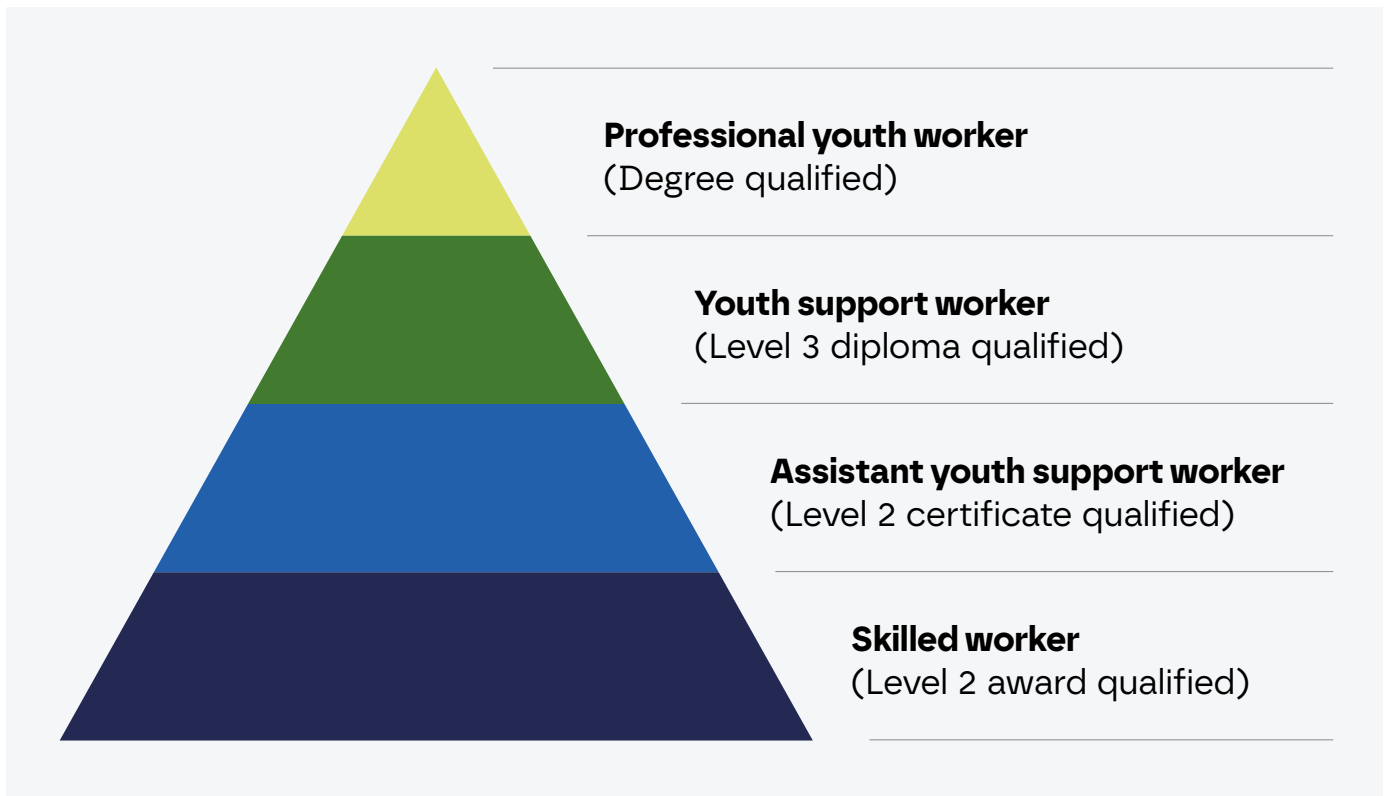 Professional youth worker
(Degree qualified)
Youth support worker
(Level 3 diploma qualified)
Assistant youth support worker
(Level 2 certificate qualified)
Skilled worker
(Level 2 award qualified)